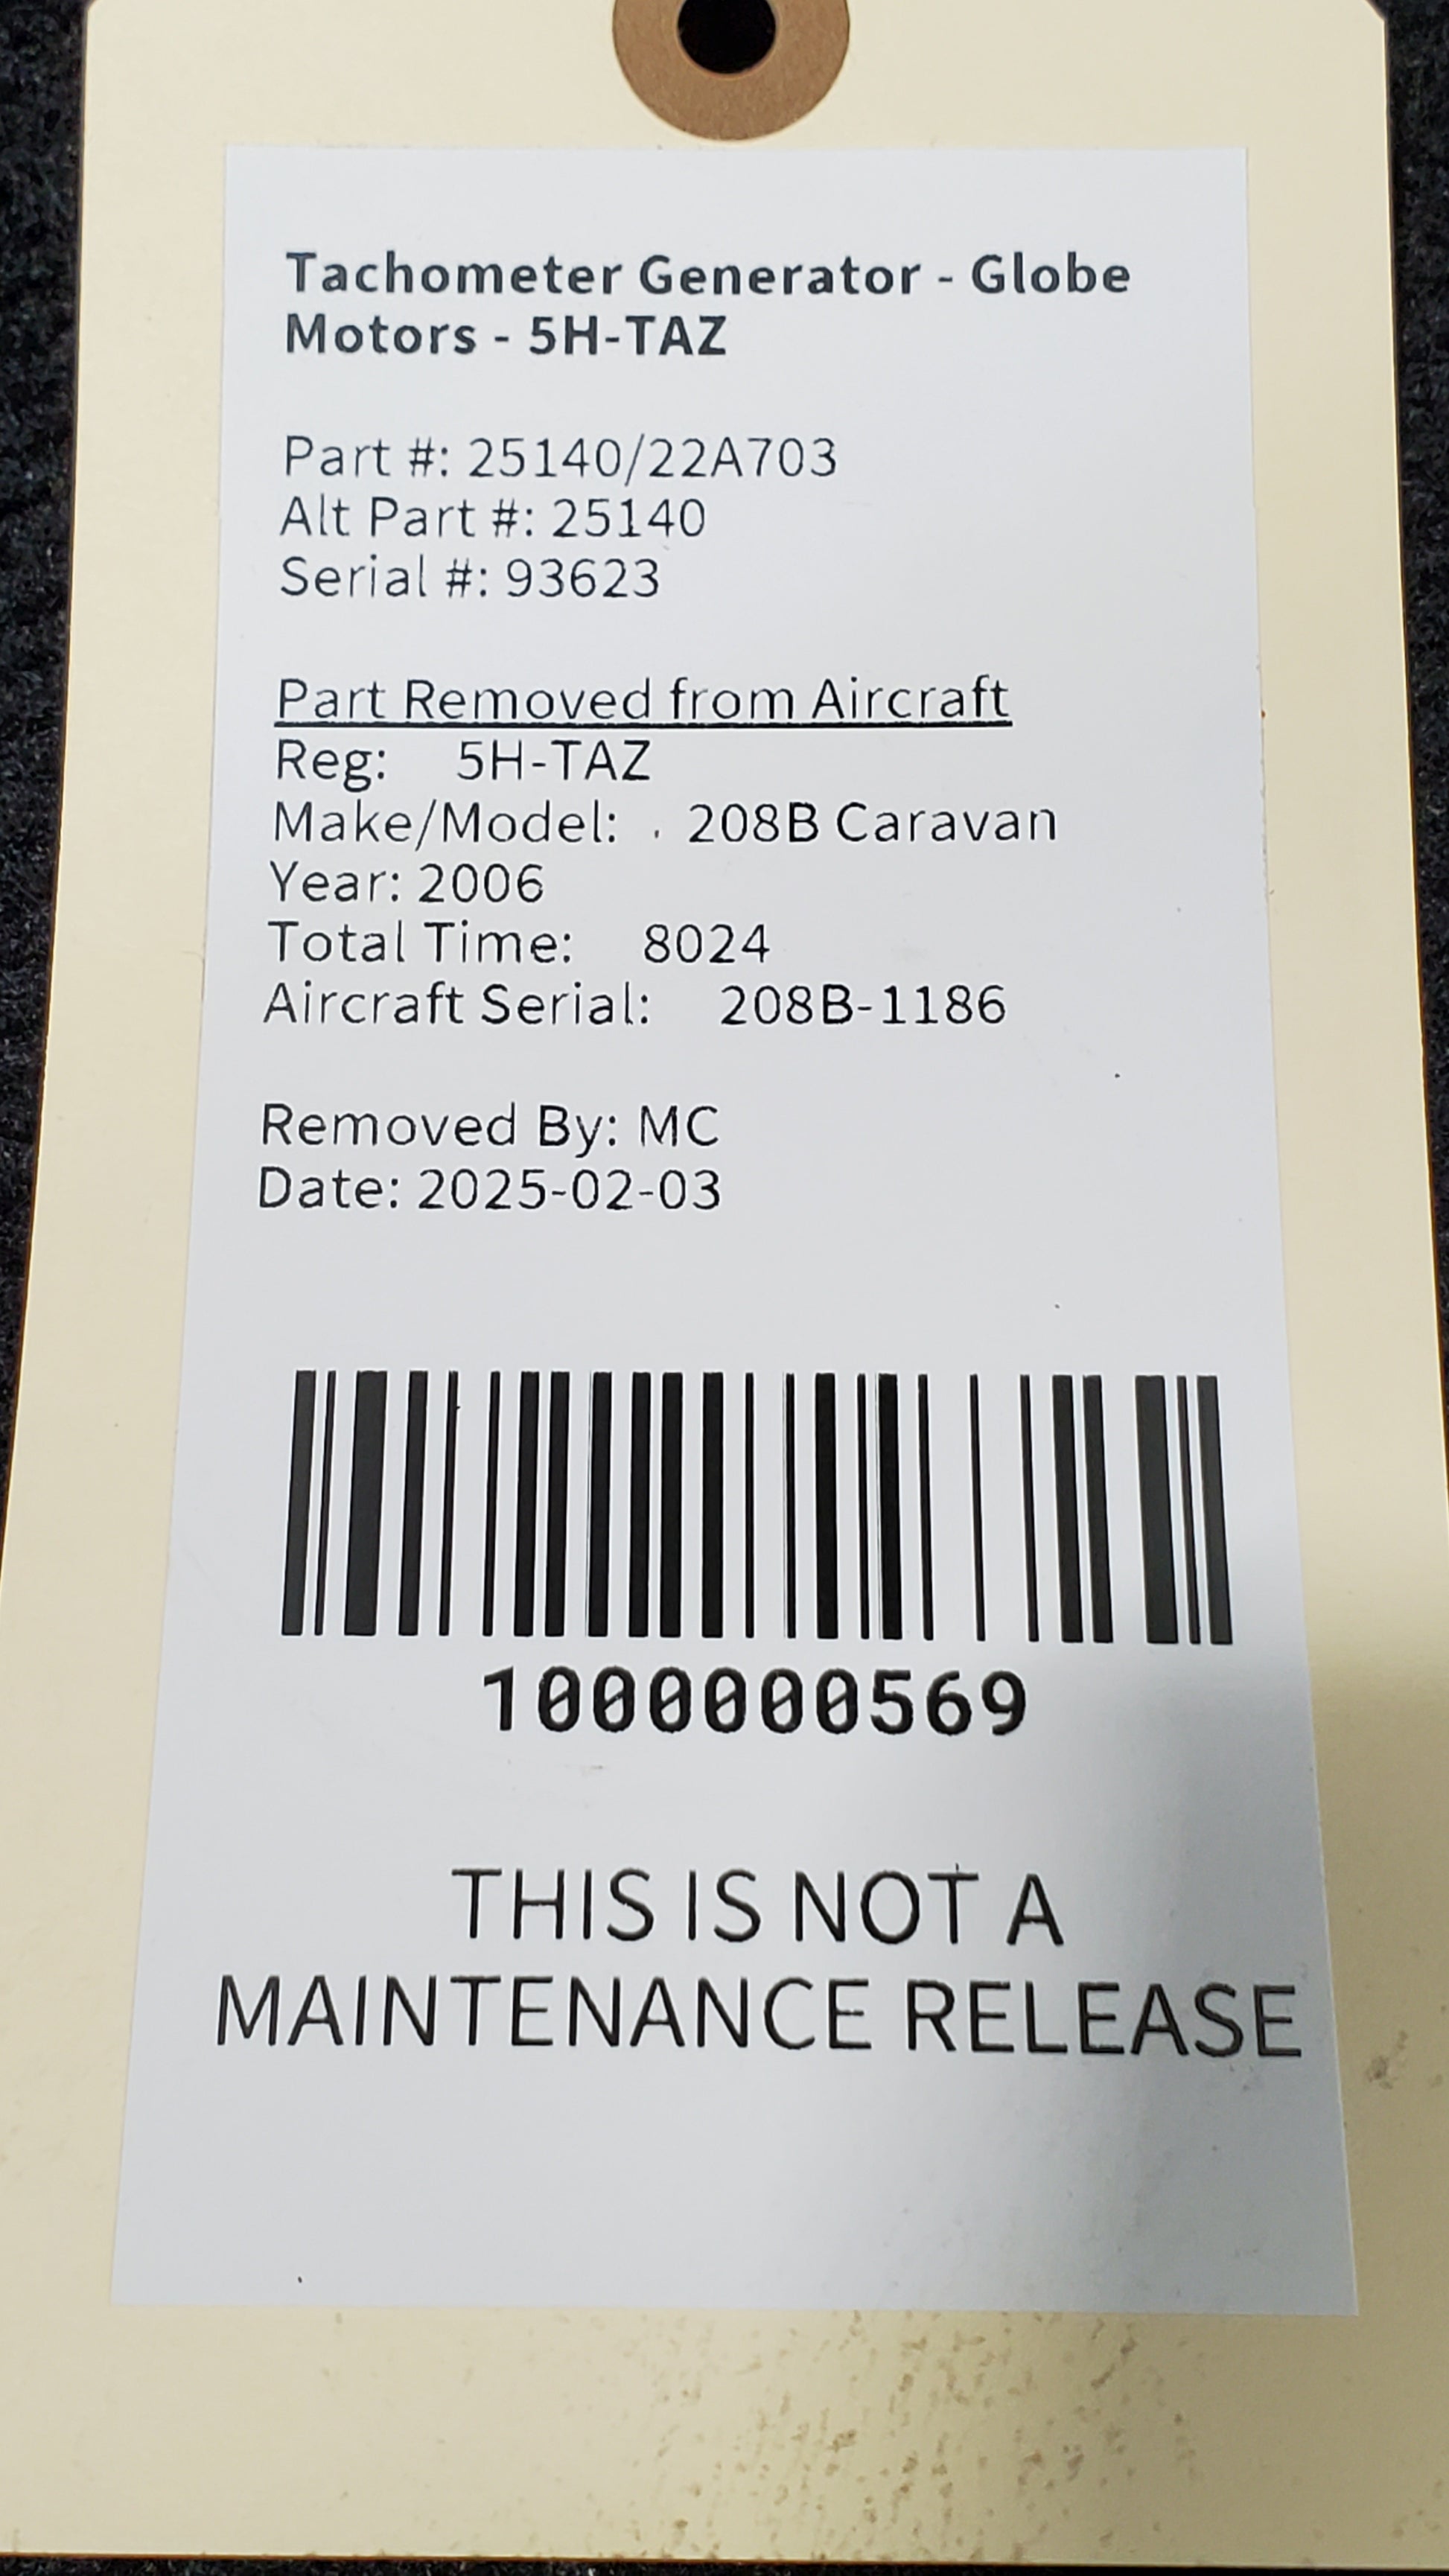 Tachometer Generator - Globe
Motors - 5H-TAZ
Part #: 25140/22A703
Alt Part #: 25140
Serial #: 93623
Part Removed from Aircraft
Reg: 5H-TAZ
Make/Model: 208B Caravan
Year: 2006
Total Time: 8024
Aircraft Serial: 208B-1186
Removed By: MC
Date: 2025-02-03
1000000569
THIS IS NOT A
MAINTENANCE RELEASE